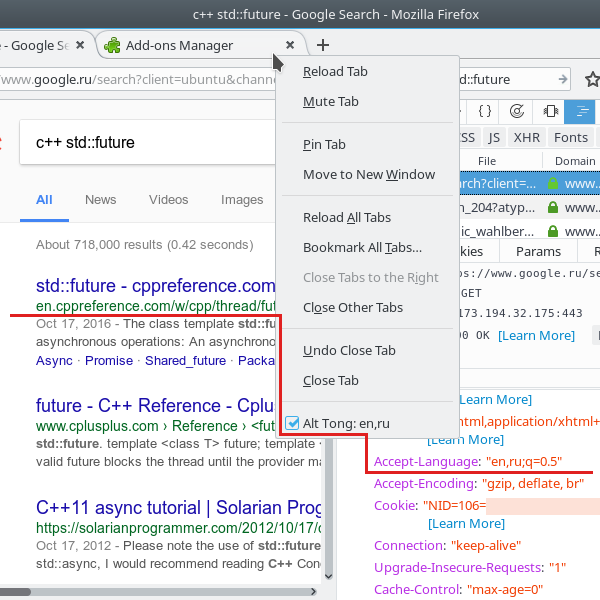 c++ std::future - Google Search - Mozilla Firefox
- Google Se
Add-ons Manager
www.google.ru/search?client=ubuntu&chann
d::future
Reload Tab
Mute Tab
Pin Tab
Move to New Window
Reload All Tabs
Bookmark All Tabs...
Close Tabs to the Right
Close Other Tabs
Undo Close Tab
Close Tab
Alt Tong: en,ru
c++ std::future
All News Videos Images
About 718,000 results (0.42 seconds)
std::future - cppreference.com
en.cppreference.com/w/cpp/thread/fut
Oct 17, 2016 - The class template std::fu
asynchronous operations: An asynchrono
Async · Promise · Shared_future · Packa
future - C++ Reference - Cplu
www.cplusplus.com › Reference › <fut
std::future. template <class T> future; template
valid future blocks the thread until the provider ma
C++11 async tutorial | Solarian Prog
https://solarianprogrammer.com/2012/10/17/c
Oct 17, 2012 - Please note the use of std::future
std::async, I would recommend reading C++ Conc
{ }
SS JS XHR Fonts
File Domain
arch?client=... www...
n_204?atyp... www...
ic_wahlber... www...
kies Params R
ps://www.google.ru/se
GET
173.194.32.175:443
00 OK [Learn More]
[Learn More]
html,application/xhtml+
[Learn More]
Accept-Language: "en,ru;q=0.5"
Accept-Encoding: "gzip, deflate, br"
Cookie: "NID=106=
[Learn More]
Connection: "keep-alive"
Upgrade-Insecure-Requests: "1"
Cache-Control: "max-age=0"